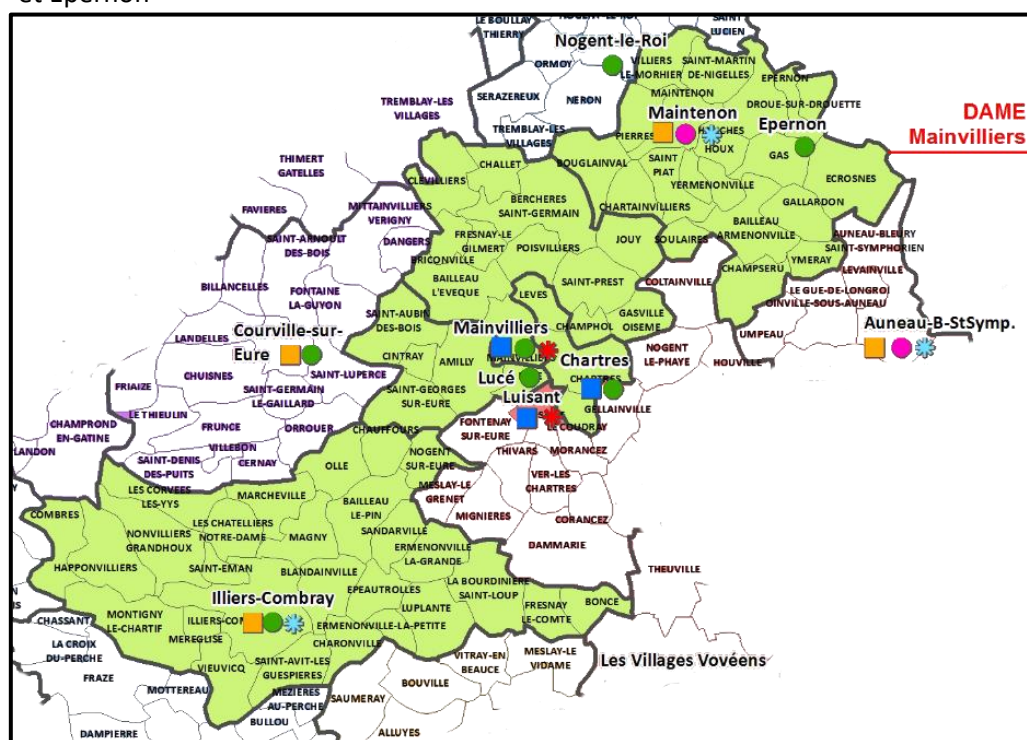 et Epernon
LE BOULLAY
THIERRY
NOGENT-LE-ROI
SAINT
LUCIEN
Nogent-le-Roi
ORMOY
VILLIERS
LE-MORHIER
SAINT-MARTIN
DE-NIGELLES
EPERNON
SERAZEREUX
NERON
MAINTENON
DROUE-SUR-DROUETTE
TREMBLAY-LES
VILLAGES
DAME
Mainvilliers
Maintenon
Epernon
TREMBLAY-LES
VILLAGES
PIERRES
HANCHES
HOUX
GAS
CHALLET
BOUGLAINVAL
SAINT
PIAT
ECROSNES
THIMERT
GATELLES
CLEVILLIERS
YERMENONVILLE
GALLARDON
FAVIERES
MITTAINVILLIERS
VERIGNY
BERCHERES
SAINT-GERMAIN
CHARTAINVILLIERS
BAILLEAU
ARMENONVILLE
SAINT-ARNOULT
DES-BOIS
DANGERS
FRESNAY-LE
GILMERT
POISVILLIERS
JOUY
SOULAIRES
AUNEAU-BLEURY
SAINT-SYMPHORIEN
BRICONVILLE
YMERAY
LEVAINVILLE
BILLANCELLES
BAILLEAU
L'EVEQUE
SAINT-PREST
COLTAINVILLE
CHAMPSERU
FONTAINE
LA-GUYON
LEVES
LE GUE-DE-LONGROI
OINVILLE-SOUS-AUNEAU
SAINT-AUBIN
DES-BOIS
GASVILLE
OISEME
Courville-sur-
Eure
LANDELLES
Mainvilliers
CHAMPHOL
UMPEAU
Auneau-B-StSymp.
CINTRAY
AMILLY
MAINVILLIERS
Chartres
NOGENT
LE-PHAYE
HOUVILLE
CHUISNES
SAINT-LUPERCE
Lucé
CHARTRES
FRIAIZE
SAINT-GERMAIN
LE-GAILLARD
SAINT-GEORGES
SUR-EURE
Luisant
LE THIEULIN
GELLAINVILLE
CHAMPROND
EN-GATINE
FRUNCE
ORROUER
CHAUFFOURS
FONTENAY
SUR-EURE
LE COUDRAY
LANDON
VILLEBON
THIVARS
MORANCEZ
SAINT-DENIS
DES-PUITS
CERNAY
OLLE
NOGENT
SUR-EURE
MESLAY-LE
GRENET
VER-LES
CHARTRES
LES CORVEES
LES-YYS
MARCHEVILLE
BAILLEAU
LE-PIN
COMBRES
MIGNIERES
CORANCEZ
NONVILLIERS
GRANDHOUX
LES CHATELLIERS
NOTRE-DAME
MAGNY
SANDARVILLE
DAMMARIE
ERMENONVILLE
LA-GRANDE
HAPPONVILLIERS
SAINT-EMAN
BLANDAINVILLE
THEUVILLE
LA BOURDINIERE
SAINT-LOUP
EPEAUTROLLES
Illiers-Combray
LUPLANTE
FRESNAY
LE-COMTE
BONCE
MONTIGNY
LE-CHARTIF
CHASSANT
ERMENONVILLE-LA-PETITE
MEREGLISE
CHARONVILLE
LA CROIX
DU-PERCHE
VIEUVICQ
SAINT-AVIT-LES
GUESPIERES
VITRAY-EN
BEAUCE
MESLAY-LE
VIDAME
Les Villages Vovéens
FRAZE
MOTTEREAU
MEZIERES
AU-PERCHE
BOUVILLE
SAUMERAY
BULLOU
DAMPIERRE
ALLUYES